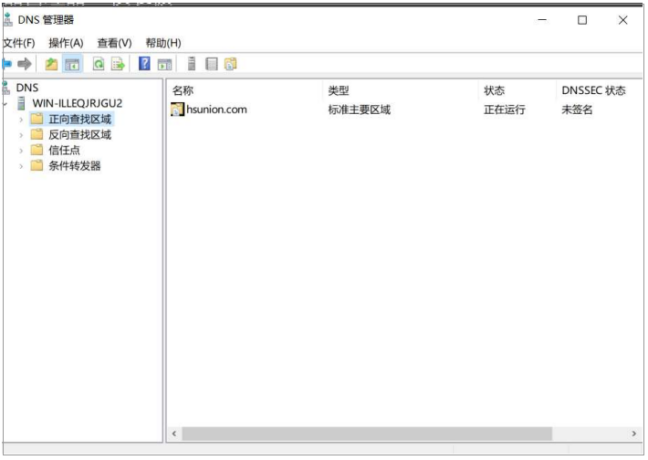 DNS 管理器
文件(F) 操作(A) 查看(V) 帮助(H)
DNS
WIN-ILLEQJRJGU2
正向查找区域
反向查找区域
信任点
条件转发器
名称 类型 状态 DNSSEC 状态
hsunion.com 标准主要区域 正在运行 未签名